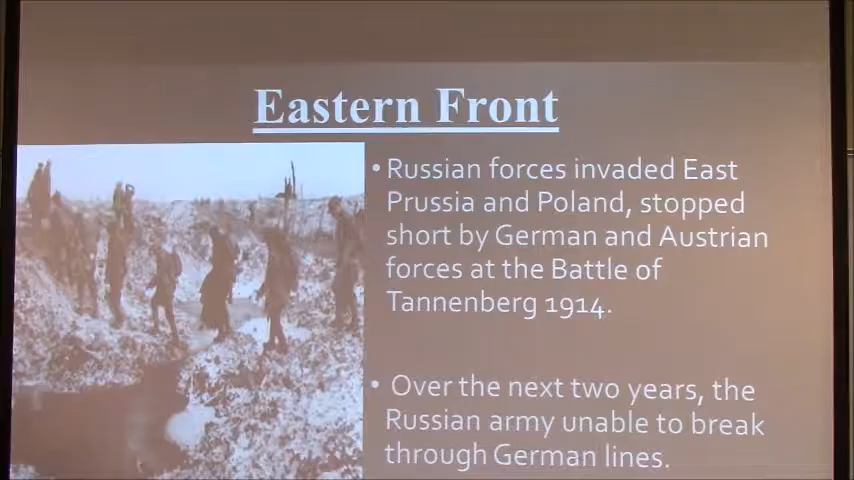 Eastern Front
• Russian forces invaded East
Prussia and Poland, stopped
short by German and Austrian
forces at the Battle of
Tannenberg 1914.
• Over the next two years, the
Russian army unable to break
through German lines.